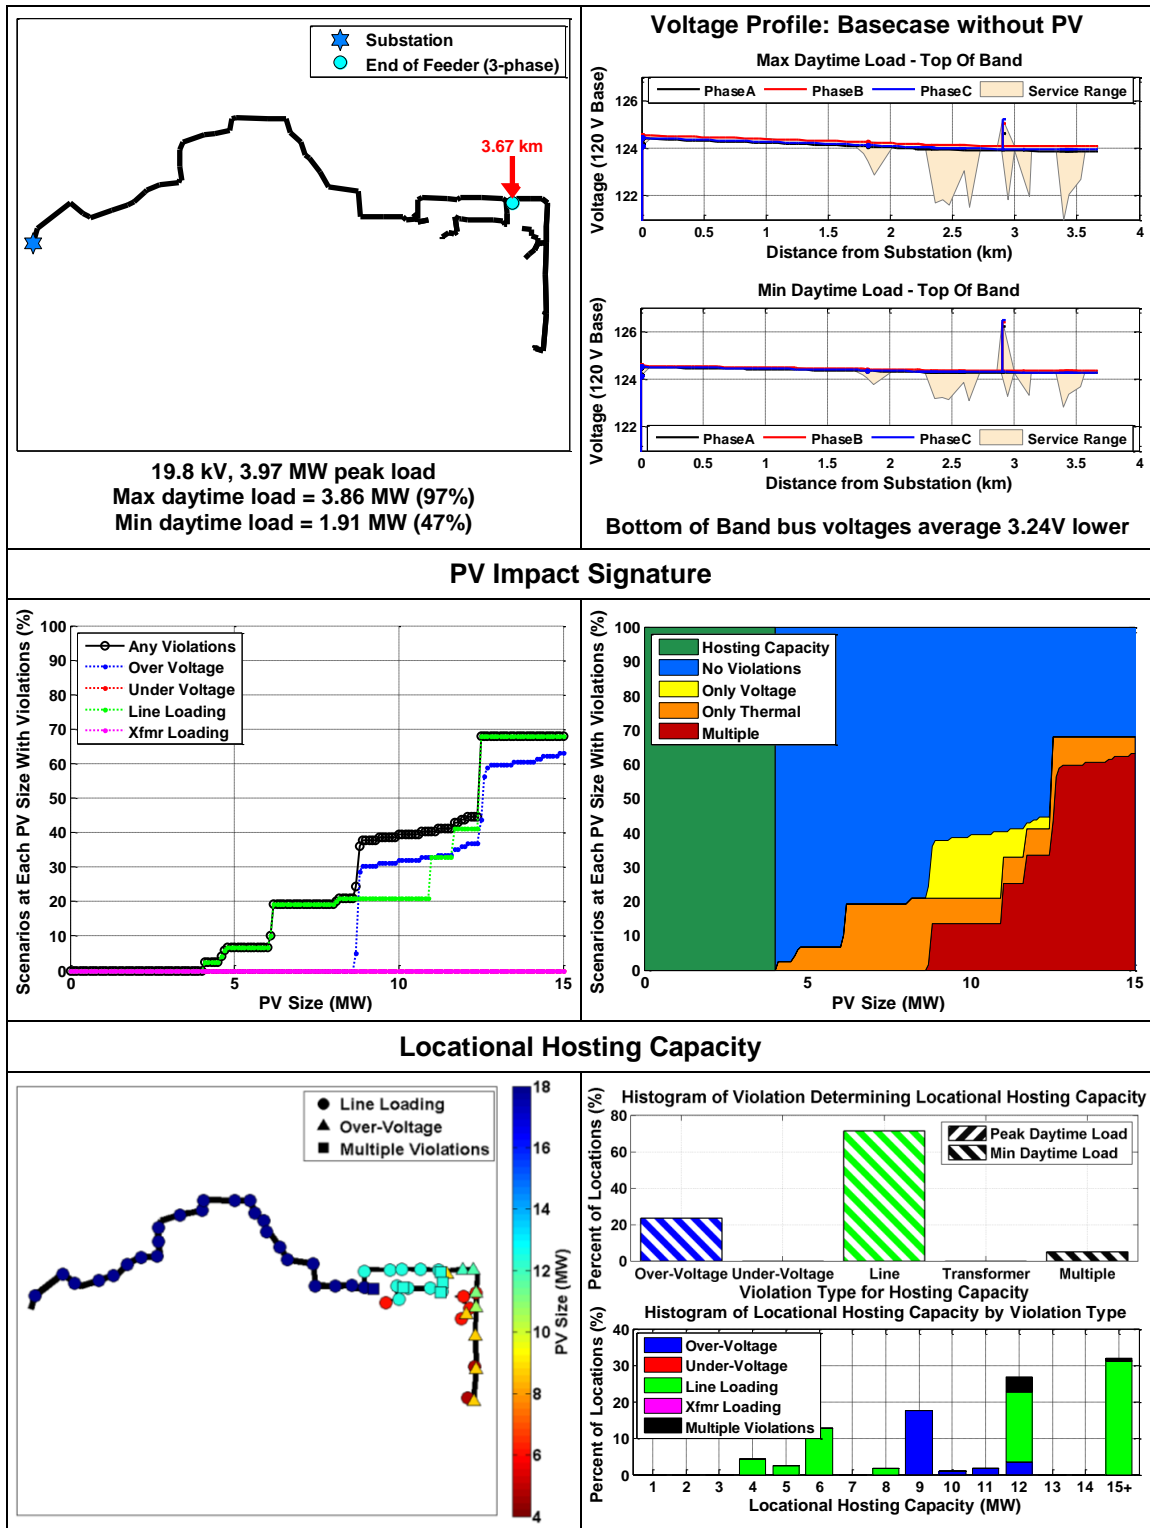 Substation
End of Feeder (3-phase)
3.67 km
19.8 kV, 3.97 MW peak load
Max daytime load = 3.86 MW (97%)
Min daytime load = 1.91 MW (47%)
Voltage Profile: Basecase without PV
Max Daytime Load - Top Of Band
PhaseA PhaseB PhaseC Service Range
126
124
122
Voltage (120 V Base)
0 0.5 1 1.5 2 2.5 3 3.5 4
Distance from Substation (km)
Min Daytime Load - Top Of Band
126
124
122
Voltage (120 V Base)
PhaseA PhaseB PhaseC Service Range
0 0.5 1 1.5 2 2.5 3 3.5 4
Distance from Substation (km)
Bottom of Band bus voltages average 3.24V lower
PV Impact Signature
Scenarios at Each PV Size With Violations (%)
100
90
80
70
60
50
40
30
20
10
0
Any Violations
Over Voltage
Under Voltage
Line Loading
Xfmr Loading
0 5 10 15
PV Size (MW)
Scenarios at Each PV Size With Violations (%)
100
90
80
70
60
50
40
30
20
10
0
Hosting Capacity
No Violations
Only Voltage
Only Thermal
Multiple
0 5 10 15
PV Size (MW)
Locational Hosting Capacity
Line Loading
Over-Voltage
Multiple Violations
18
16
14
12
10
8
6
4
PV Size (MW)
Histogram of Violation Determining Locational Hosting Capacity
Percent of Locations (%)
80
60
40
20
0
Peak Daytime Load
Min Daytime Load
Over-Voltage Under-Voltage Line Transformer Multiple
Violation Type for Hosting Capacity
Histogram of Locational Hosting Capacity by Violation Type
Percent of Locations (%)
40
30
20
10
0
Over-Voltage
Under-Voltage
Line Loading
Xfmr Loading
Multiple Violations
1 2 3 4 5 6 7 8 9 10 11 12 13 14 15+
Locational Hosting Capacity (MW)